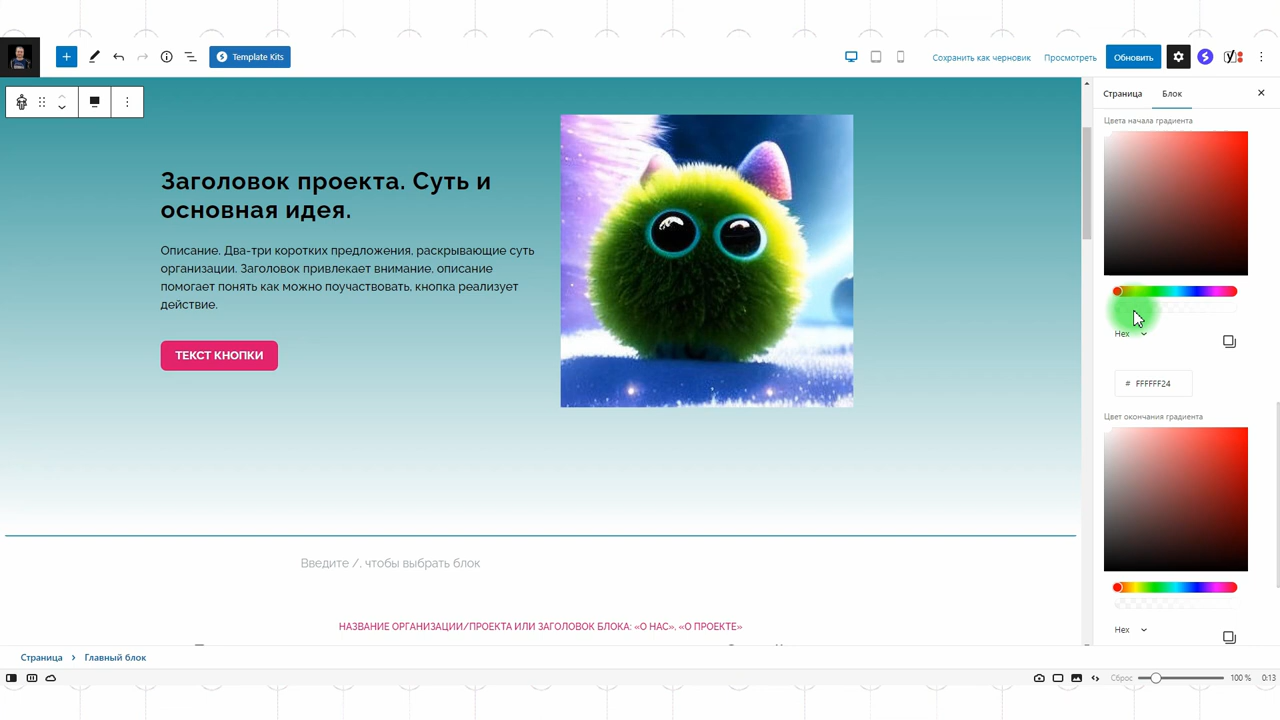 Template Kits
Сохранить как черновик
Просмотреть
Обновить
Страница
Блок
Цвета начала градиента
Заголовок проекта. Суть и
основная идея.
Описание. Два-три коротких предложения, раскрывающие суть
организации. Заголовок привлекает внимание, описание
помогает понять как можно поучаствовать, кнопка реализует
действие.
ТЕКСТ КНОПКИ
Hex
# FFFFFF24
Цвет окончания градиента
Hex
Введите /, чтобы выбрать блок
НАЗВАНИЕ ОРГАНИЗАЦИИ/ПРОЕКТА ИЛИ ЗАГОЛОВОК БЛОКА: «О НАС», «О ПРОЕКТЕ»
Страница > Главный блок
Сброс
100 %
0:13